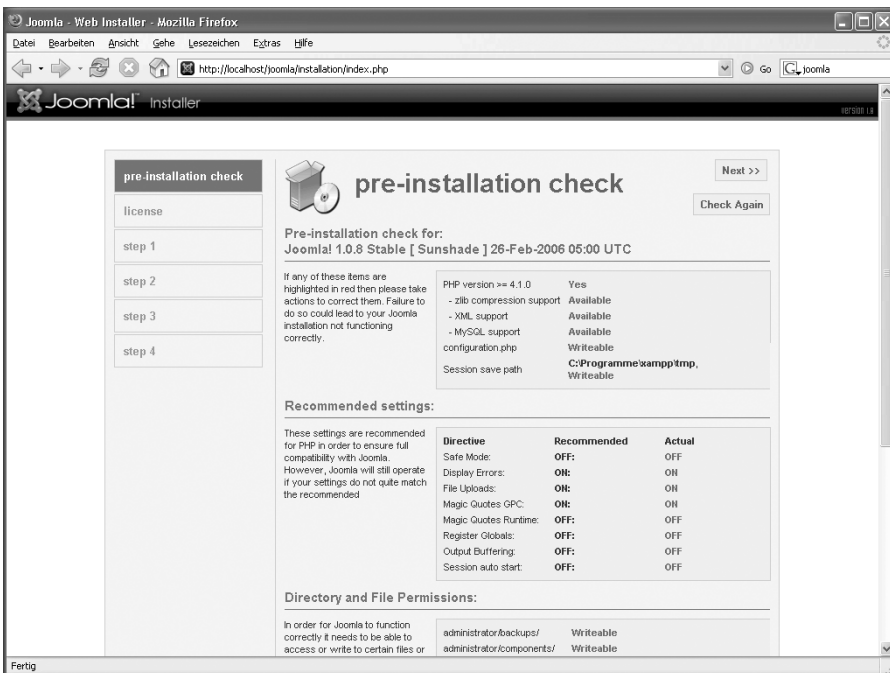 Joomla - Web Installer - Mozilla Firefox
Datei Bearbeiten Ansicht Gehe Lesezeichen Extras Hilfe
http://localhost/joomla/installation/index.php
Go
G joomla
Joomla! Installer
version 1.0
pre-installation check
license
step 1
step 2
step 3
step 4
pre-installation check
Next >>
Check Again
Pre-installation check for:
Joomla! 1.0.8 Stable [ Sunshade ] 26-Feb-2006 05:00 UTC
If any of these items are
highlighted in red then please take
actions to correct them. Failure to
do so could lead to your Joomla
installation not functioning
correctly.
PHP version >= 4.1.0 Yes
- zlib compression support Available
- XML support Available
- MySQL support Available
configuration.php Writeable
Session save path C:\Programme\xampp\tmp,
Writeable
Recommended settings:
These settings are recommended
for PHP in order to ensure full
compatibility with Joomla.
However, Joomla will still operate
if your settings do not quite match
the recommended
Directive Recommended Actual
Safe Mode: OFF: OFF
Display Errors: ON: ON
File Uploads: ON: ON
Magic Quotes GPC: ON: ON
Magic Quotes Runtime: OFF: OFF
Register Globals: OFF: OFF
Output Buffering: OFF: OFF
Session auto start: OFF: OFF
Directory and File Permissions:
In order for Joomla to function
correctly it needs to be able to
access or write to certain files or
administrator/backups/ Writeable
administrator/components/ Writeable
Fertig